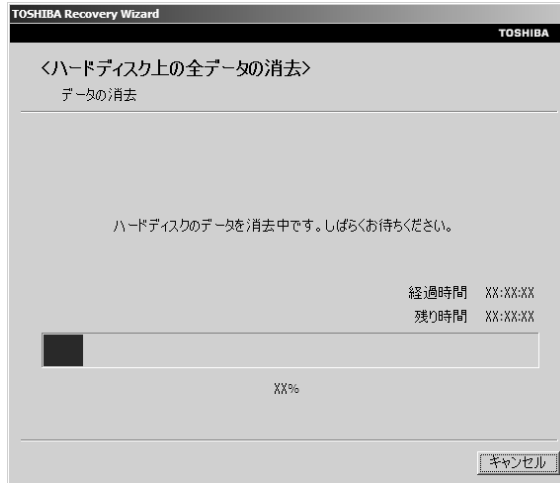 TOSHIBA Recovery Wizard
TOSHIBA
<ハードディスク上の全データの消去>
データの消去
ハードディスクのデータを消去中です。しばらくお待ちください。
経過時間 XX:XX:XX
残り時間 XX:XX:XX
XX%
キャンセル